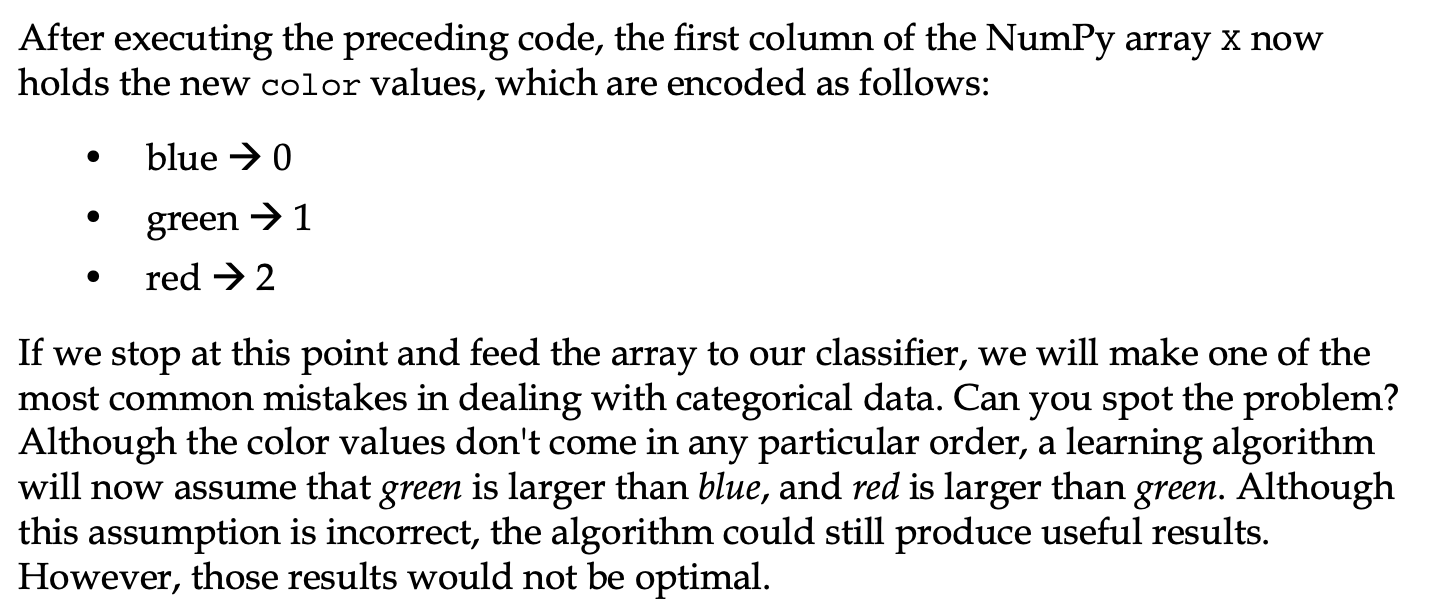 After executing the preceding code, the first column of the NumPy array X now
holds the new color values, which are encoded as follows:
• blue → 0
• green → 1
• red → 2
If we stop at this point and feed the array to our classifier, we will make one of the
most common mistakes in dealing with categorical data. Can you spot the problem?
Although the color values don't come in any particular order, a learning algorithm
will now assume that green is larger than blue, and red is larger than green. Although
this assumption is incorrect, the algorithm could still produce useful results.
However, those results would not be optimal.